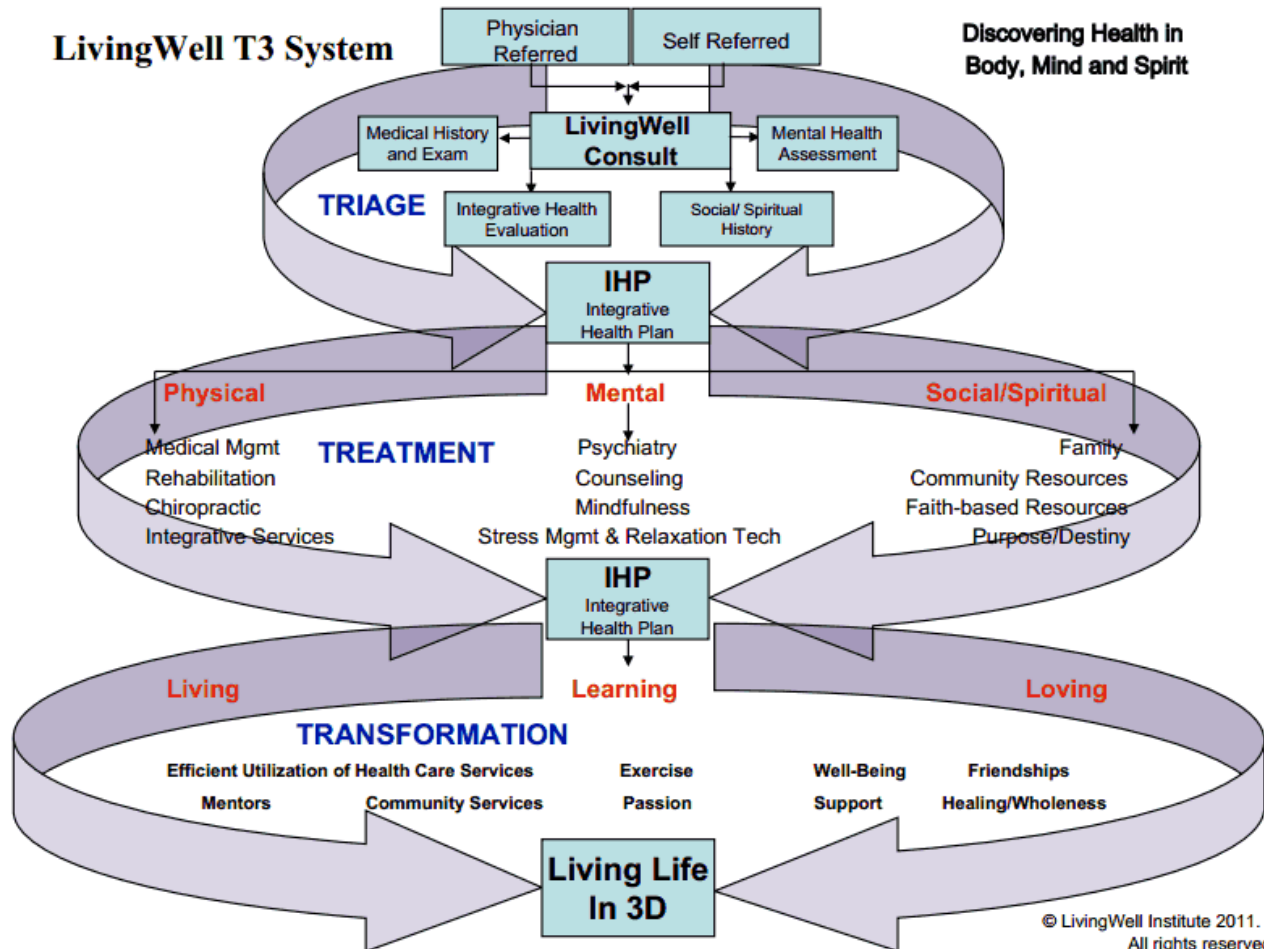 LivingWell T3 System
Physician
Referred
Self Referred
Discovering Health in
Body, Mind and Spirit
Medical History
and Exam
LivingWell
Consult
Mental Health
Assessment
TRIAGE
Integrative Health
Evaluation
Social/ Spiritual
History
IHP
Integrative
Health Plan
Physical
Mental
Social/Spiritual
TREATMENT
Medical Mgmt
Rehabilitation
Chiropractic
Integrative Services
Psychiatry
Counseling
Mindfulness
Stress Mgmt & Relaxation Tech
Family
Community Resources
Faith-based Resources
Purpose/Destiny
IHP
Integrative
Health Plan
Living
Learning
Loving
TRANSFORMATION
Efficient Utilization of Health Care Services Exercise Well-Being Friendships
Mentors Community Services Passion Support Healing/Wholeness
Living Life
In 3D
© LivingWell Institute 2011.
All rights reserved